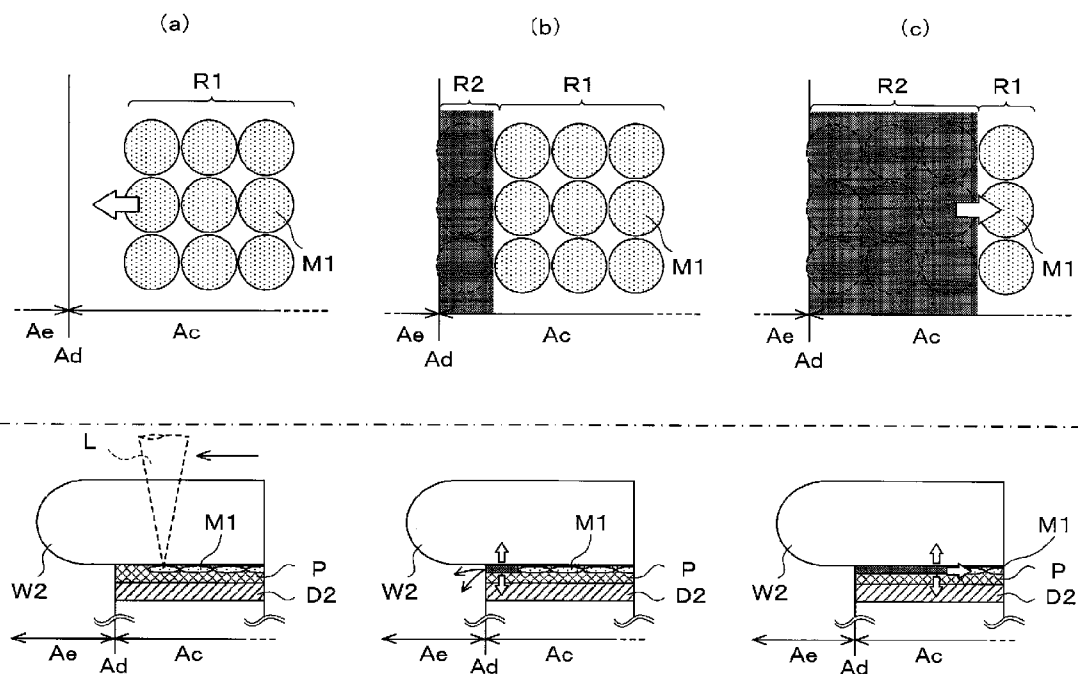 (a) (b) (c)
R1 R2 R1 R2 R1
M1 M1 M1
Ae Ac Ae Ac Ae Ac
Ad Ad Ad
L
M1 M1 M1
P P P
W2 D2 W2 D2 W2 D2
Ae Ac Ae Ac Ae Ac
Ad Ad Ad